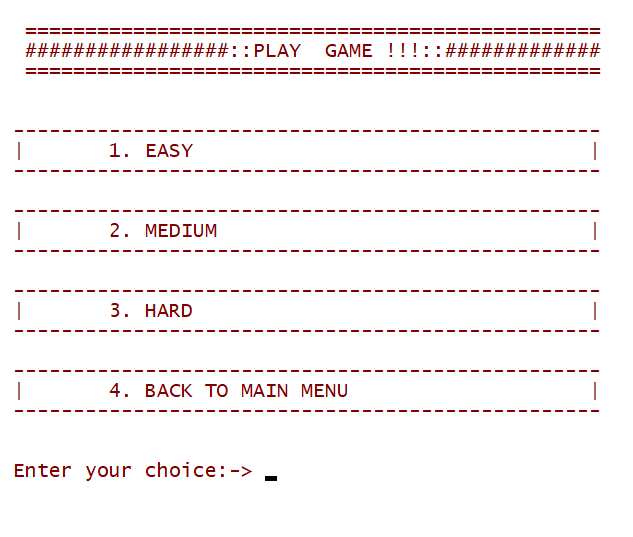 ================================================
#################::PLAY  GAME !!!::#############
================================================
-------------------------------------------------
|       1. EASY                                 |
-------------------------------------------------
-------------------------------------------------
|       2. MEDIUM                               |
-------------------------------------------------
-------------------------------------------------
|       3. HARD                                 |
-------------------------------------------------
-------------------------------------------------
|       4. BACK TO MAIN MENU                    |
-------------------------------------------------
Enter your choice:->